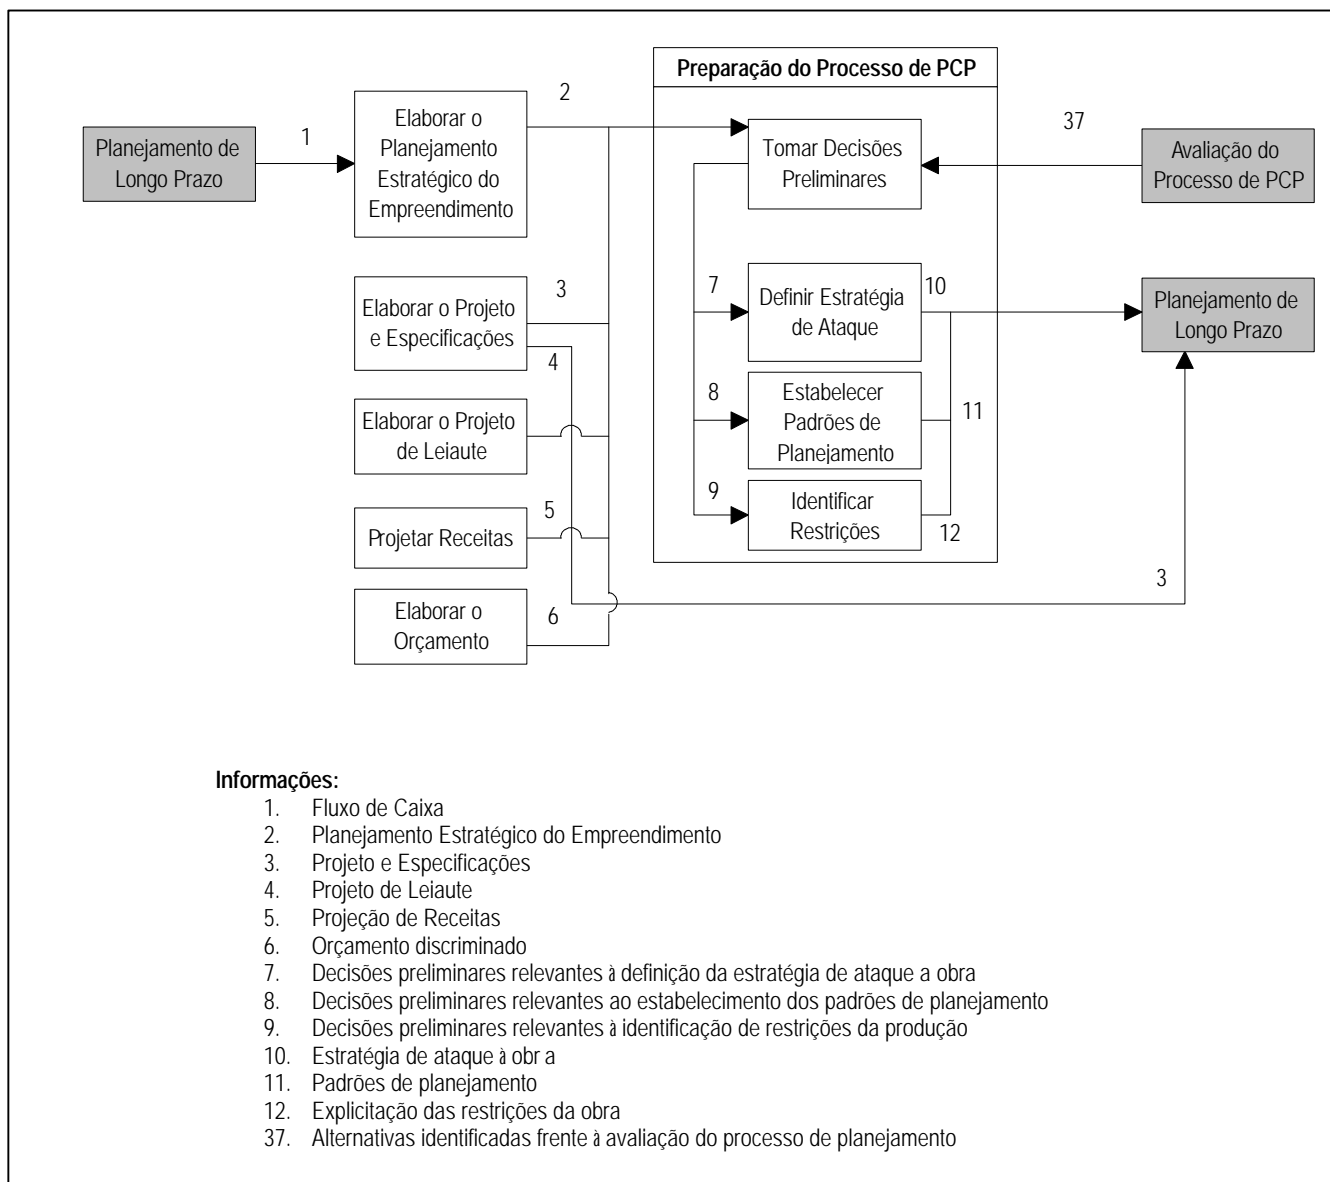 Preparação do Processo de PCP
2
37
1
Elaborar o
Planejamento
Estratégico do
Empreendimento
Planejamento de
Longo Prazo
Tomar Decisões
Preliminares
Avaliação do
Processo de PCP
3
Elaborar o Projeto
e Especificações
4
7
Definir Estratégia
de Ataque
10
Planejamento de
Longo Prazo
Elaborar o Projeto
de Leiaute
8
Estabelecer
Padrões de
Planejamento
11
5
Projetar Receitas
9
Identificar
Restrições
12
3
Elaborar o
Orçamento
6
Informações:
1. Fluxo de Caixa
2. Planejamento Estratégico do Empreendimento
3. Projeto e Especificações
4. Projeto de Leiaute
5. Projeção de Receitas
6. Orçamento discriminado
7. Decisões preliminares relevantes à definição da estratégia de ataque a obra
8. Decisões preliminares relevantes ao estabelecimento dos padrões de planejamento
9. Decisões preliminares relevantes à identificação de restrições da produção
10. Estratégia de ataque à obr a
11. Padrões de planejamento
12. Explicitação das restrições da obra
37. Alternativas identificadas frente à avaliação do processo de planejamento